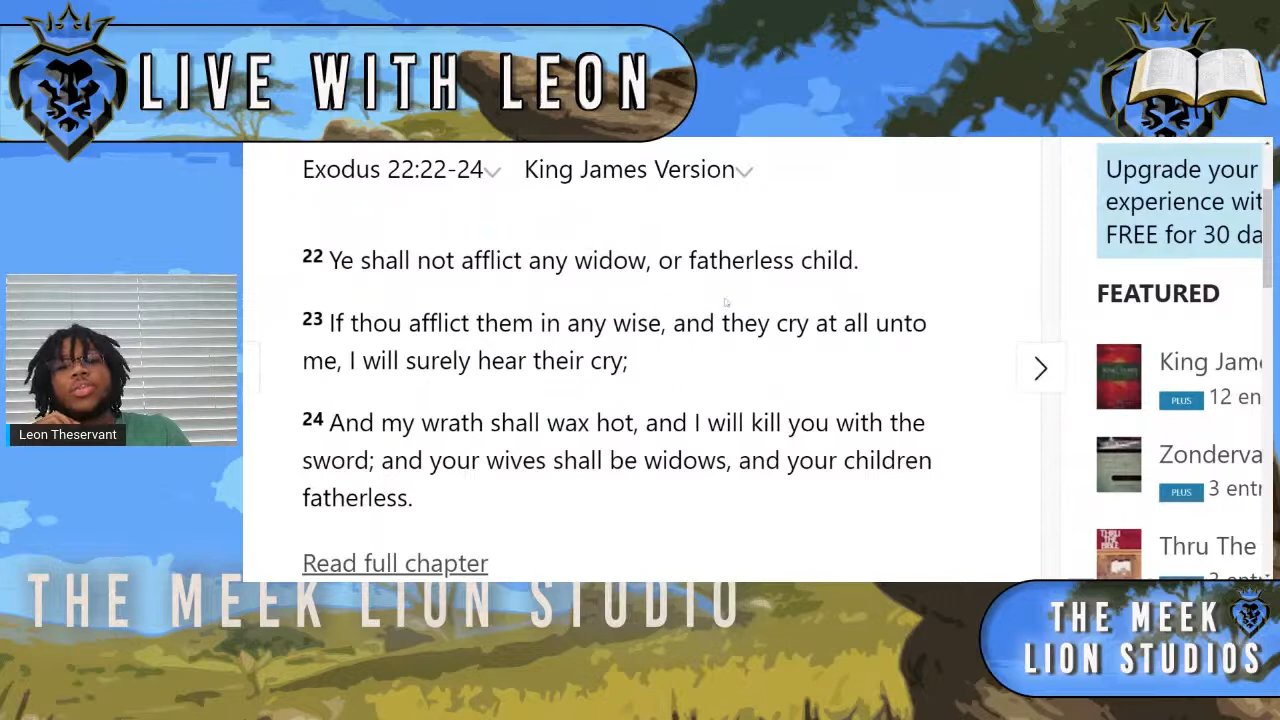 LIVE WITH LEON
Exodus 22:22-24 King James Version
Upgrade your
experience wit
FREE for 30 da
22 Ye shall not afflict any widow, or fatherless child.
FEATURED
23 If thou afflict them in any wise, and they cry at all unto
me, I will surely hear their cry;
King Jam
PLUS 12 en
24 And my wrath shall wax hot, and I will kill you with the
sword; and your wives shall be widows, and your children
fatherless.
Zonderva
PLUS 3 entr
Leon Theservant
THRU
THE
BIBLE
Thru The
Read full chapter
THE MEEK LION STUDIO
THE MEEK
LION STUDIOS